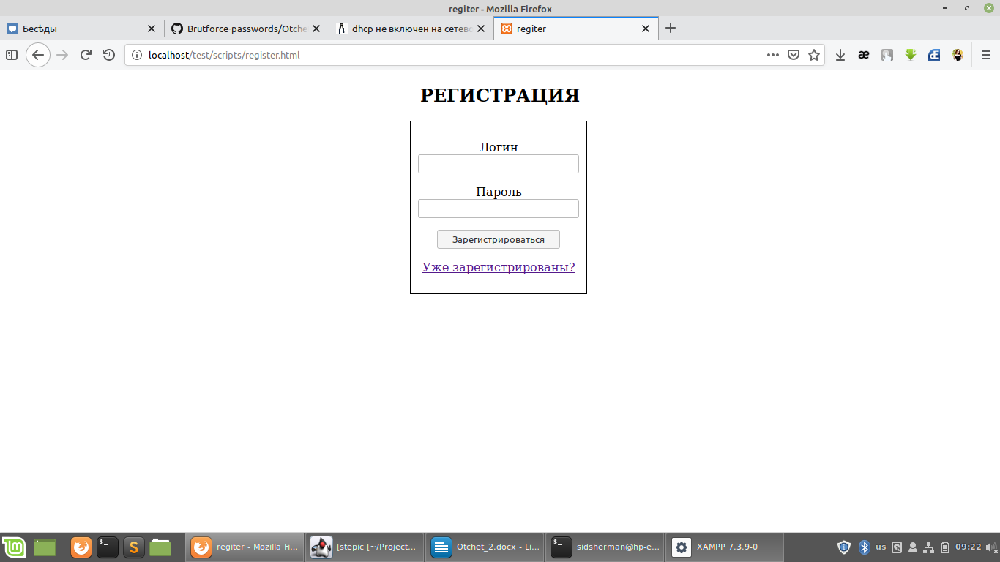 regiter - Mozilla Firefox
Бесѣды
Brutforce-passwords/Otche
dhcp не включен на сетево
regiter
localhost/test/scripts/register.html
РЕГИСТРАЦИЯ
Логин
Пароль
Зарегистрироваться
Уже зарегистрированы?
regiter - Mozilla Fi...
[stepic [~/Project...
Otchet_2.docx - Li...
sidsherman@hp-e...
XAMPP 7.3.9-0
us
09:22